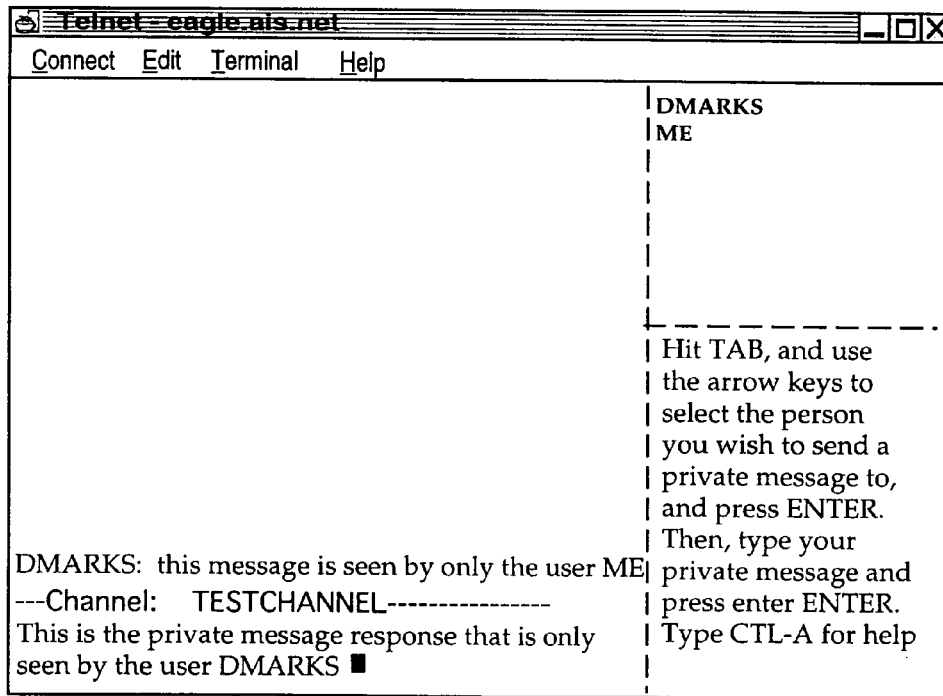 Telnet - eagle.ais.net
Connect Edit Terminal Help
DMARKS
ME
Hit TAB, and use
the arrow keys to
select the person
you wish to send a
private message to,
and press ENTER.
Then, type your
private message and
press enter ENTER.
Type CTL-A for help
DMARKS: this message is seen by only the user ME
---Channel: TESTCHANNEL----------------
This is the private message response that is only
seen by the user DMARKS